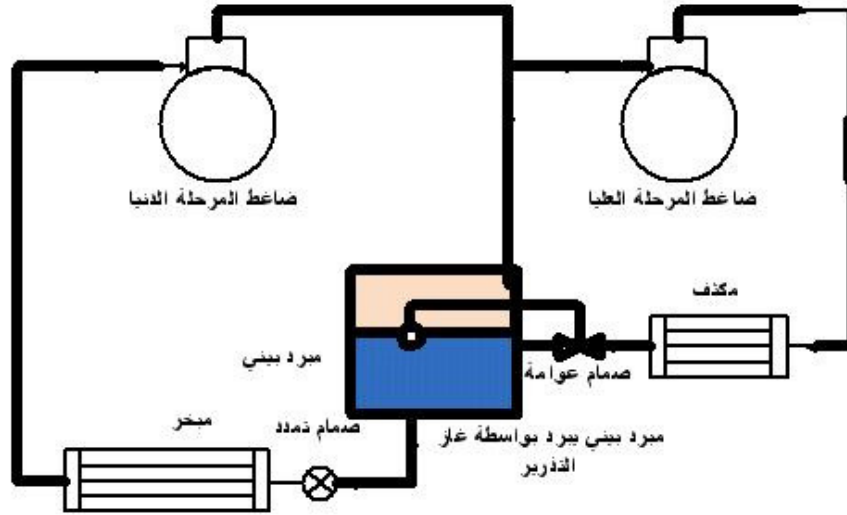 ضاغط المرحلة الدنيا
ضاغط المرحلة العليا
مكثف
صمام عوامة
مبرد بيني
صمام تمدد
مبخر
مبرد بيني يبرد بواسطة غاز
التذرير